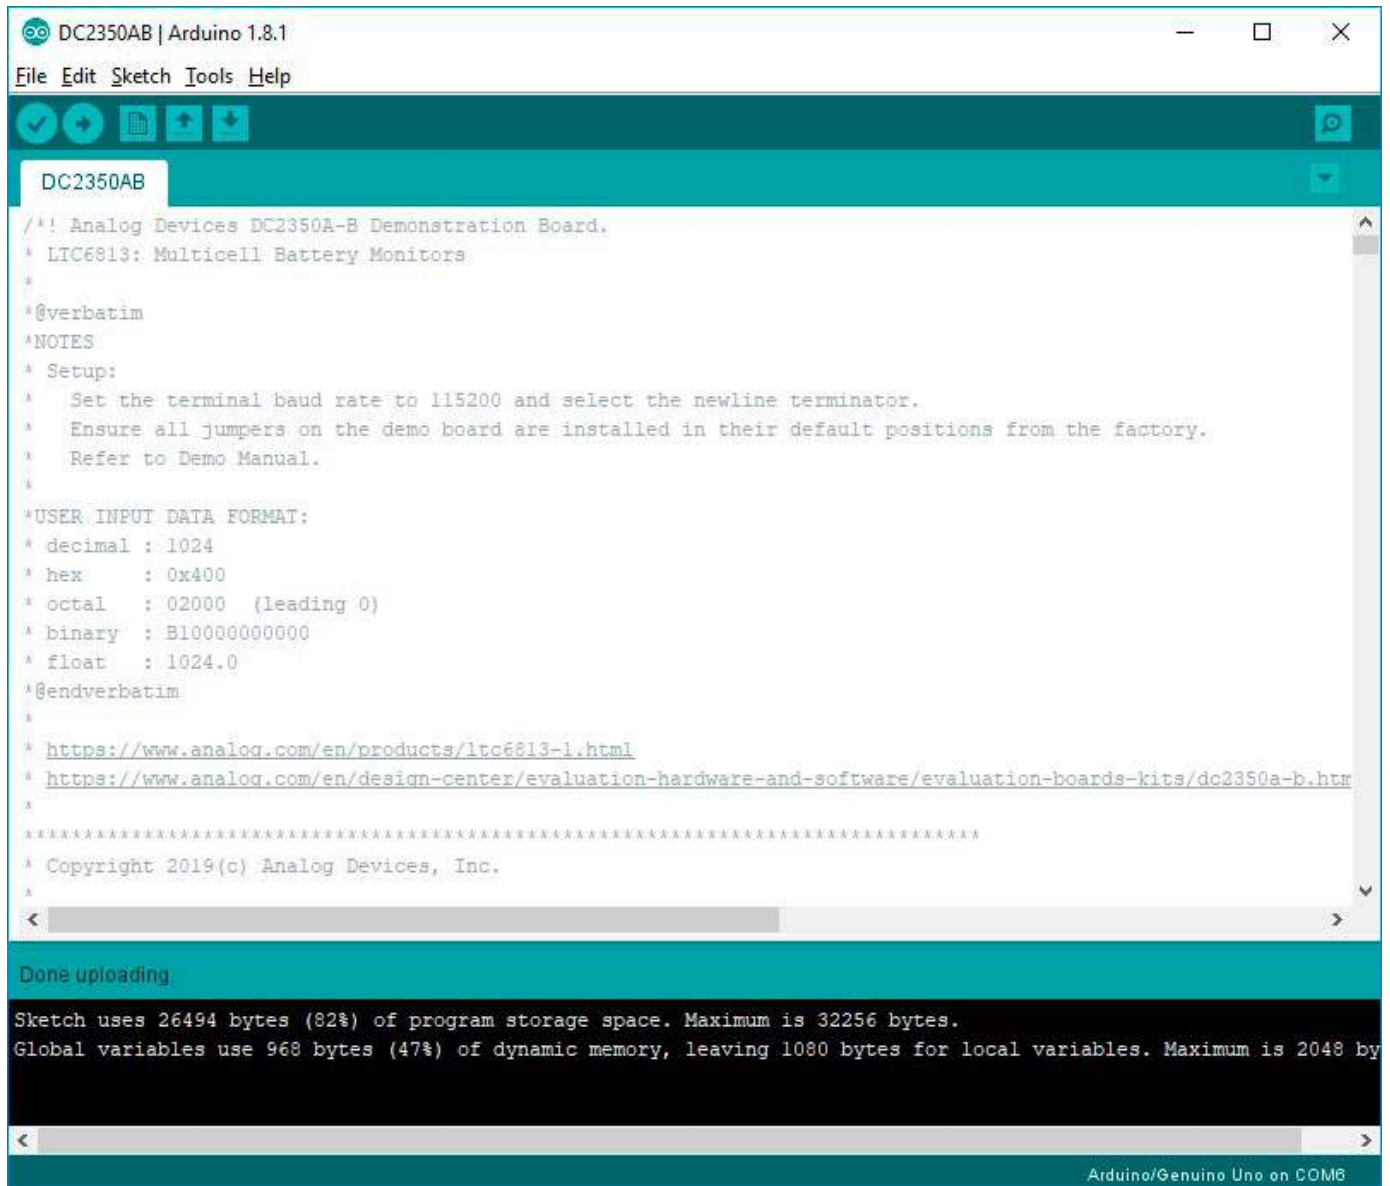 DC2350AB | Arduino 1.8.1
File Edit Sketch Tools Help
DC2350AB
/*! Analog Devices DC2350A-B Demonstration Board.
* LTC6813: Multicell Battery Monitors
*
*@verbatim
*NOTES
* Setup:
*   Set the terminal baud rate to 115200 and select the newline terminator.
*   Ensure all jumpers on the demo board are installed in their default positions from the factory.
*   Refer to Demo Manual.
*
*USER INPUT DATA FORMAT:
* decimal : 1024
* hex     : 0x400
* octal   : 02000  (leading 0)
* binary  : B10000000000
* float   : 1024.0
*@endverbatim
*
* https://www.analog.com/en/products/ltc6813-1.html
* https://www.analog.com/en/design-center/evaluation-hardware-and-software/evaluation-boards-kits/dc2350a-b.htm
*
********************************************************************************
* Copyright 2019(c) Analog Devices, Inc.
*
Done uploading
Sketch uses 26494 bytes (82%) of program storage space. Maximum is 32256 bytes.
Global variables use 968 bytes (47%) of dynamic memory, leaving 1080 bytes for local variables. Maximum is 2048 by
Arduino/Genuino Uno on COM6